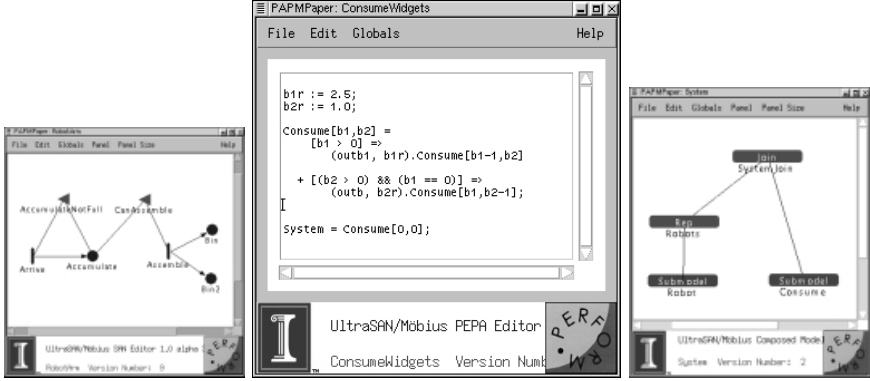 PAPMPaper: RobotArm
File Edit Globals Panel Panel Size Help
AccumulateNotFull CanAssemble
Bin
Arrive Accumulate Assemble
Bin2
UltraSAN/Möbius SAN Editor 1.0 alpha
RobotArm Version Number: 9
PAPMPaper: ConsumeWidgets
File Edit Globals Help
b1r := 2.5;
b2r := 1.0;
Consume[b1,b2] =
[b1 > 0] =>
(outb1, b1r).Consume[b1-1,b2]
+ [(b2 > 0) && (b1 == 0)] =>
(outb, b2r).Consume[b1,b2-1];
System = Consume[0,0];
UltraSAN/Möbius PEPA Editor
ConsumeWidgets Version Numb
PERFORM
WR
PAPMPaper: System
File Edit Globals Panel Panel Size Help
Join
System Join
Rep
Robots
Submodel Submodel
Robot Consume
UltraSAN/Möbius Composed Model
System Version Number: 2